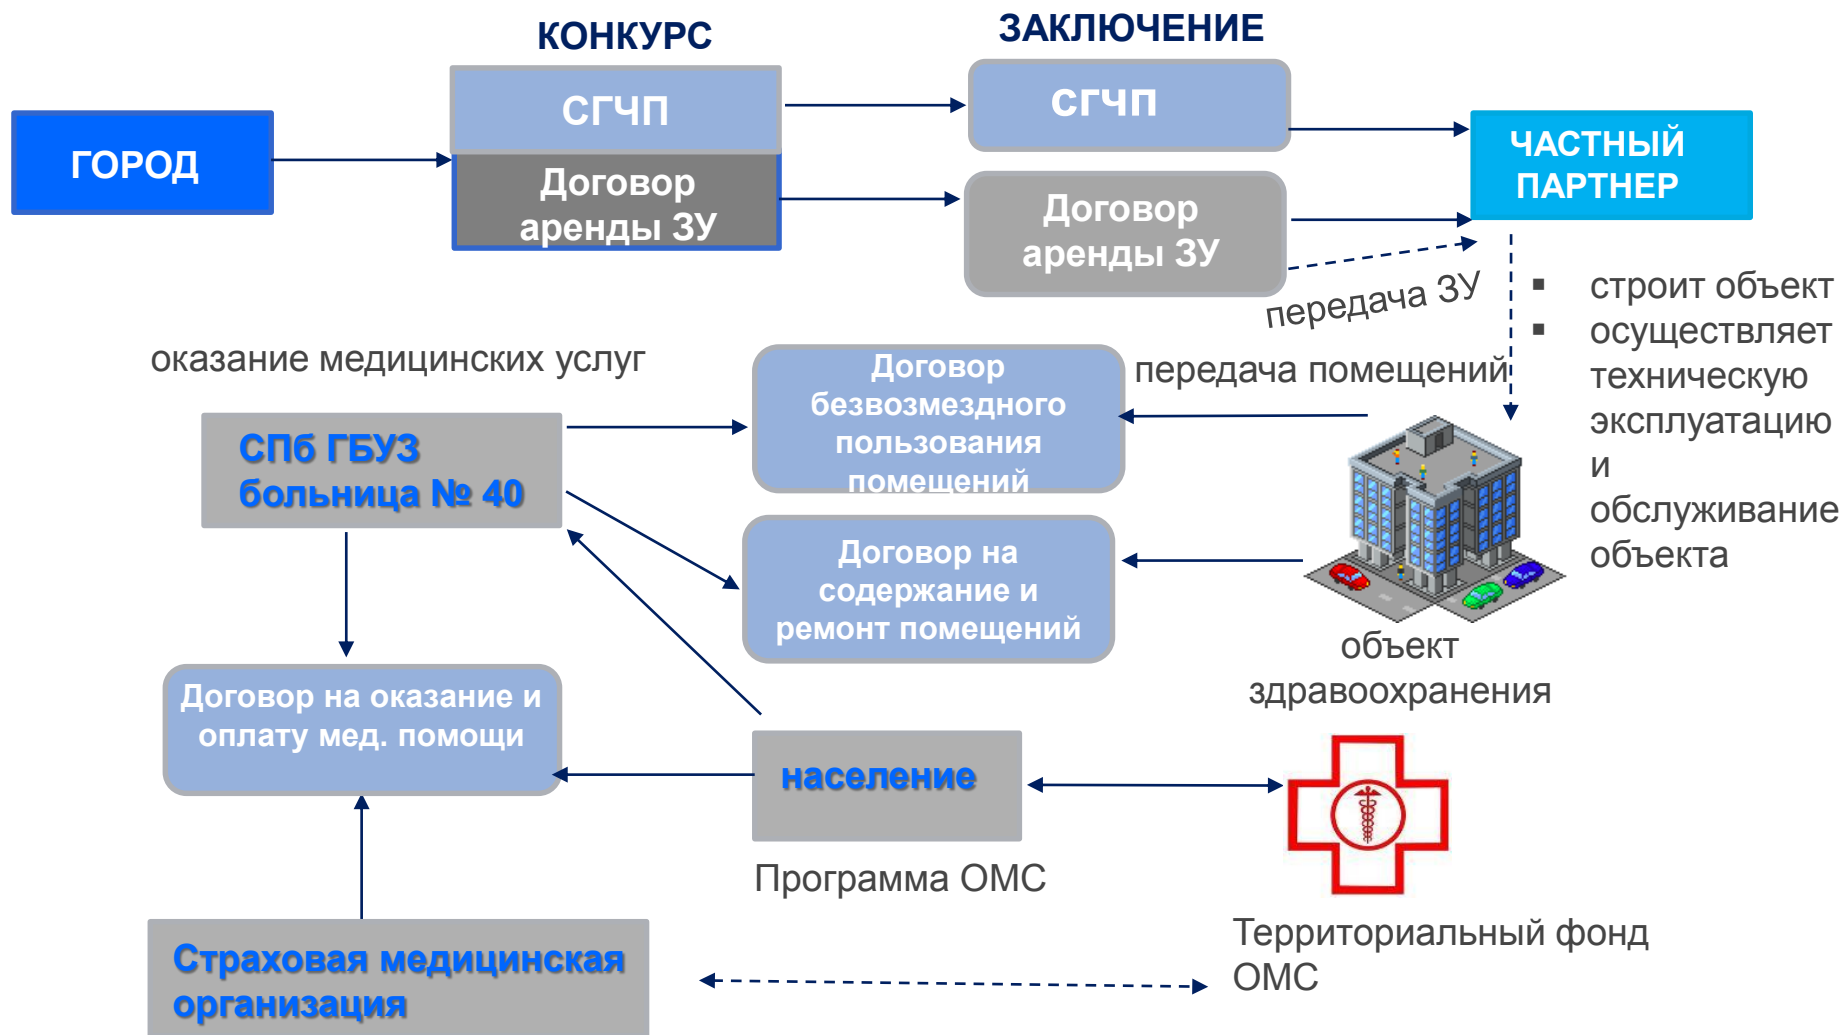 КОНКУРС
ЗАКЛЮЧЕНИЕ
ГОРОД
СГЧП
Договор
аренды ЗУ
СГЧП
Договор
аренды ЗУ
ЧАСТНЫЙ
ПАРТНЕР
передача ЗУ
▪ строит объект
▪ осуществляет
техническую
эксплуатацию
и
обслуживание
объекта
оказание медицинских услуг
Договор
безвозмездного
пользования
помещений
передача помещений
СПб ГБУЗ
больница № 40
Договор на
содержание и
ремонт помещений
объект
здравоохранения
Договор на оказание и
оплату мед. помощи
население
Программа ОМС
Территориальный фонд
ОМС
Страховая медицинская
организация